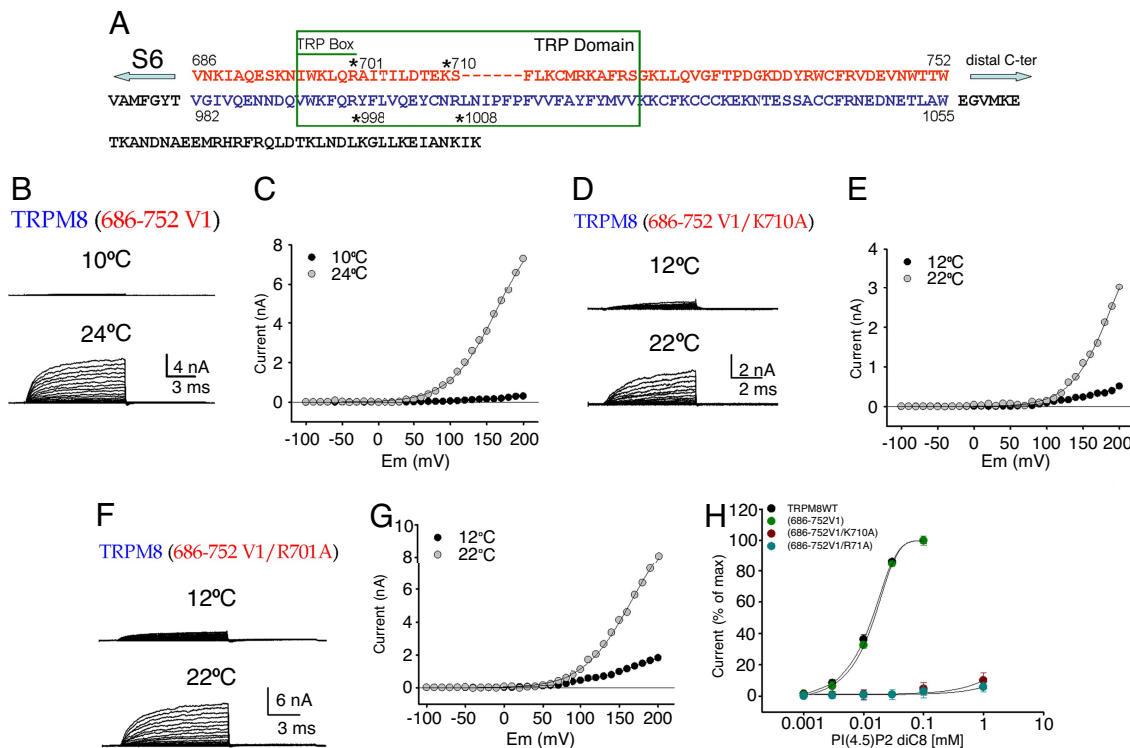 A
TRP Box
TRP Domain
S6
686
*701
*710
752
distal C-ter
VNKIAQESKNIWKLQRAITILDTEKS------FLKCMRKAFRSGKLLQVGFTPDGKDDYRWCFRVDEVNWTTW
VAMFGYT VGIVQENNDQVWKFQRYFLVQEYCNRLNIPFPFVVFAYFYMVVKKCFKCCCKEKNTESSACCFRNEDNETLAW EGVMKE
982
*998
*1008
1055
TKANDNAEEMRHRFRQLDTKLNDLKGLLKEIANKIK
B
TRPM8 (686-752 V1)
10ºC
24ºC
4 nA
3 ms
C
10ºC
24ºC
Current (nA)
8
6
4
2
0
-100 -50 0 50 100 150 200
Em (mV)
D
TRPM8 (686-752 V1/K710A)
12ºC
22ºC
2 nA
2 ms
E
12ºC
22ºC
Current (nA)
4
3
2
1
0
-100 -50 0 50 100 150 200
Em (mV)
F
TRPM8 (686-752 V1/R701A)
12ºC
22ºC
6 nA
3 ms
G
12°C
22°C
Current (nA)
10
8
6
4
2
0
-100 -50 0 50 100 150 200
Em (mV)
H
TRPM8WT
(686-752V1)
(686-752V1/K710A)
(686-752V1/R71A)
Current (% of max)
120
100
80
60
40
20
0
0.001 0.01 0.1 1 10
PI(4.5)P2 diC8 [mM]